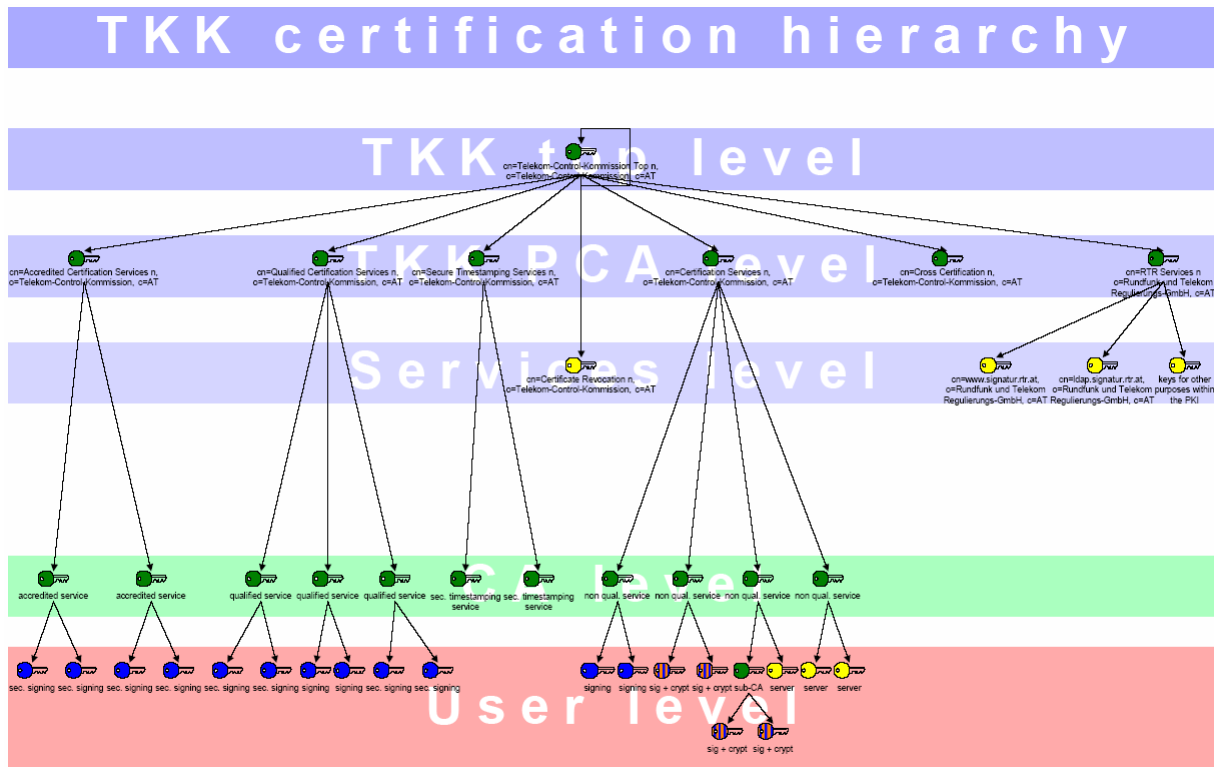 TKK certification hierarchy
TKK top level
cn=Telekom-Control-Kommission Top n,
o=Telekom-Control-Kommission, c=AT
TKK PCA level
cn=Accredited Certification Services n,
o=Telekom-Control-Kommission, c=AT
cn=Qualified Certification Services n,
o=Telekom-Control-Kommission, c=AT
cn=Secure Timestamping Services n,
o=Telekom-Control-Kommission, c=AT
cn=Certification Services n,
o=Telekom-Control-Kommission, c=AT
cn=Cross Certification n,
o=Telekom-Control-Kommission, c=AT
cn=RTR Services n
o=Rundfunk und Telekom
Regulierungs-GmbH, c=AT
Services level
cn=Certificate Revocation n,
o=Telekom-Control-Kommission, c=AT
cn=www.signatur.rtr.at,
o=Rundfunk und Telekom
Regulierungs-GmbH, c=AT
cn=ldap.signatur.rtr.at,
o=Rundfunk und Telekom
Regulierungs-GmbH, c=AT
keys for other
purposes within
the PKI
CA level
accredited service
accredited service
qualified service
qualified service
qualified service
sec. timestamping
service
sec. timestamping
service
non qual. service
non qual. service
non qual. service
non qual. service
User level
sec. signing
sec. signing
sec. signing
sec. signing
sec. signing
sec. signing
signing
signing
sec. signing
sec. signing
signing
signing
sig + crypt
sig + crypt
sub-CA
server
server
server
sig + crypt
sig + crypt